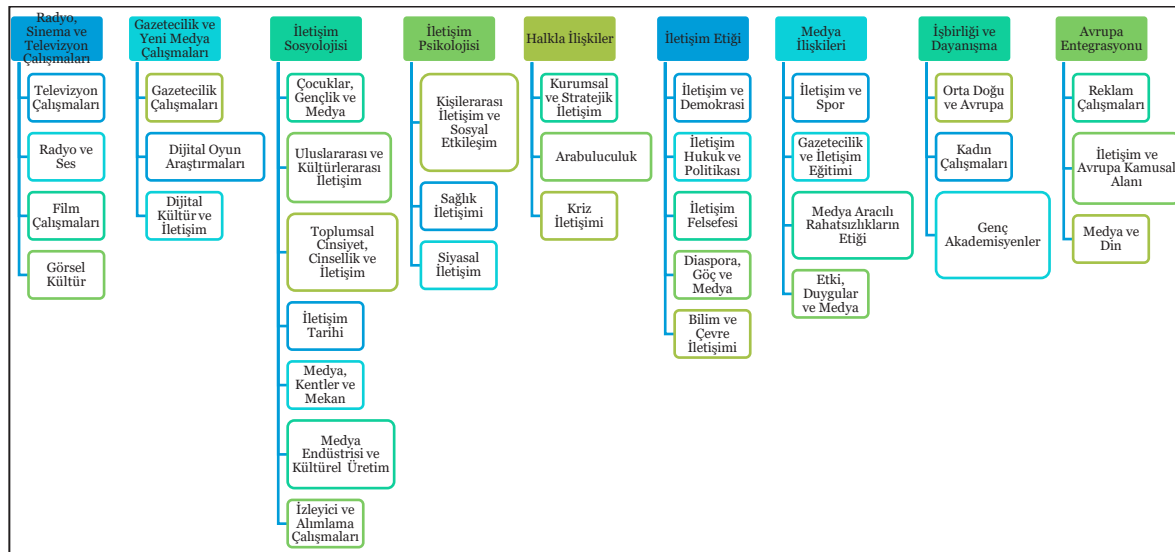 Radyo,
Sinema ve
Televizyon
Çalışmaları
Televizyon
Çalışmaları
Radyo ve
Ses
Film
Çalışmaları
Görsel
Kültür
Gazetecilik ve
Yeni Medya
Çalışmaları
Gazetecilik
Çalışmaları
Dijital Oyun
Araştırmaları
Dijital
Kültür ve
İletişim
İletişim
Sosyolojisi
Çocuklar,
Gençlik ve
Medya
Uluslararası ve
Kültürlerarası
İletişim
Toplumsal
Cinsiyet,
Cinsellik ve
İletişim
İletişim
Tarihi
Medya,
Kentler ve
Mekan
Medya
Endüstrisi ve
Kültürel Üretim
İzleyici ve
Alımlama
Çalışmaları
İletişim
Psikolojisi
Kişilerarası
İletişim ve
Sosyal
Etkileşim
Sağlık
İletişimi
Siyasal
İletişim
Halkla İlişkiler
Kurumsal
ve Stratejik
İletişim
Arabuluculuk
Kriz
İletişimi
İletişim Etiği
İletişim ve
Demokrasi
İletişim
Hukuk ve
Politikası
İletişim
Felsefesi
Diaspora,
Göç ve
Medya
Bilim ve
Çevre
İletişimi
Medya
İlişkileri
İletişim ve
Spor
Gazetecilik
ve İletişim
Eğitimi
Medya Aracılı
Rahatsızlıkların
Etiği
Etki,
Duygular
ve Medya
İşbirliği ve
Dayanışma
Orta Doğu
ve Avrupa
Kadın
Çalışmaları
Genç
Akademisyenler
Avrupa
Entegrasyonu
Reklam
Çalışmaları
İletişim ve
Avrupa Kamusal
Alanı
Medya ve
Din